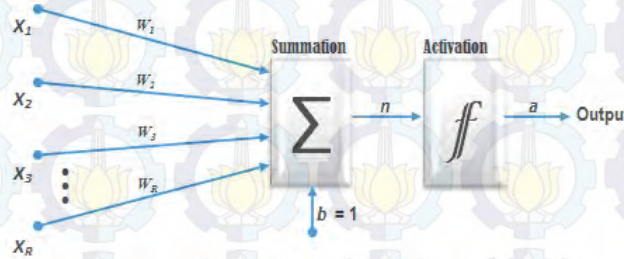 X1
W1
X2
W2
X3
W3
XR
WR
Summation
∑
b = 1
n
Activation
f
a
Output